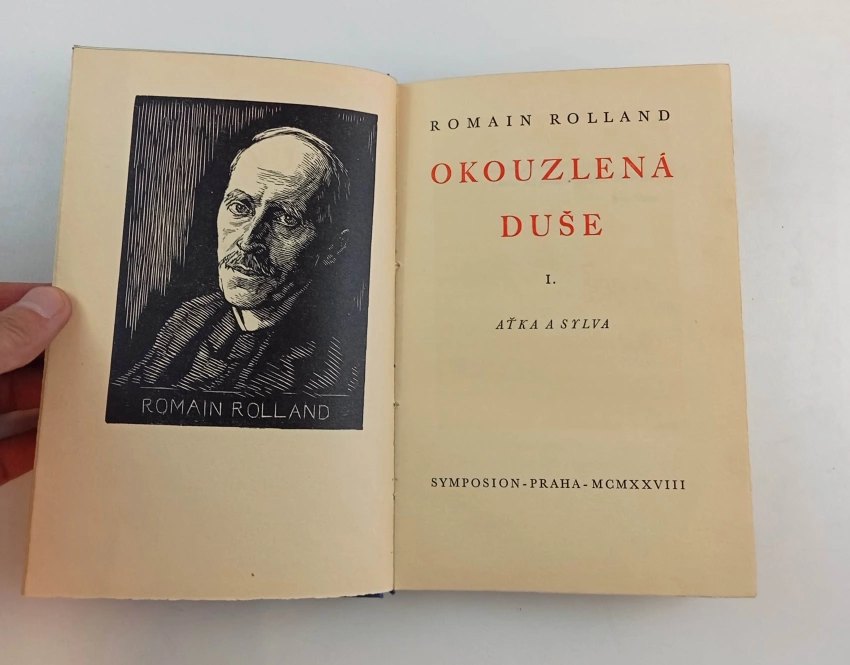 ROMAIN ROLLAND
ROMAIN ROLLAND
OKOUZLENÁ
DUŠE
I.
AŤKA A SYLVA
SYMPOSION-PRAHA-MCMXXVIII